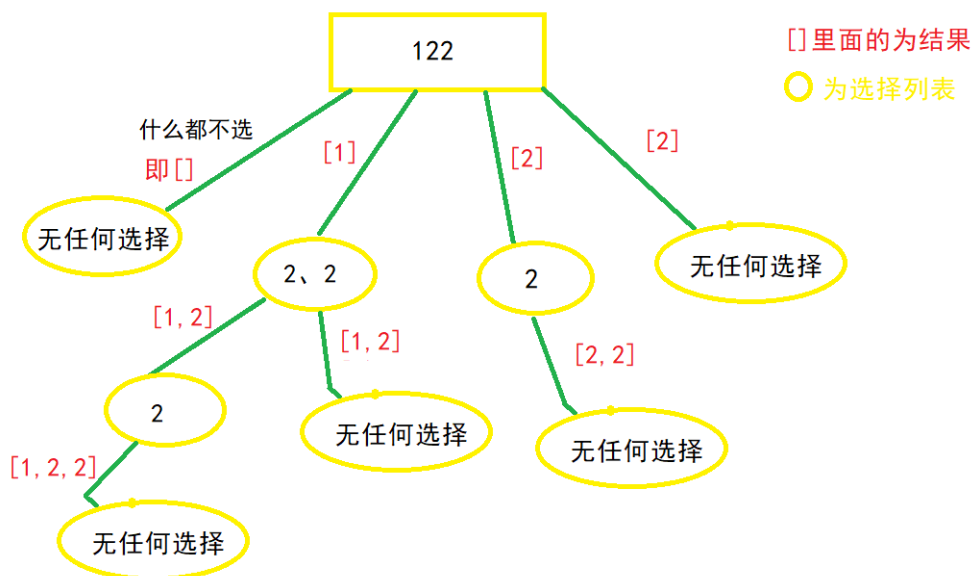 122
[]里面的为结果
为选择列表
什么都不选
即[]
[1]
[2]
[2]
无任何选择
2、2
2
无任何选择
[1,2]
[1,2]
[2,2]
2
无任何选择
无任何选择
[1,2,2]
无任何选择